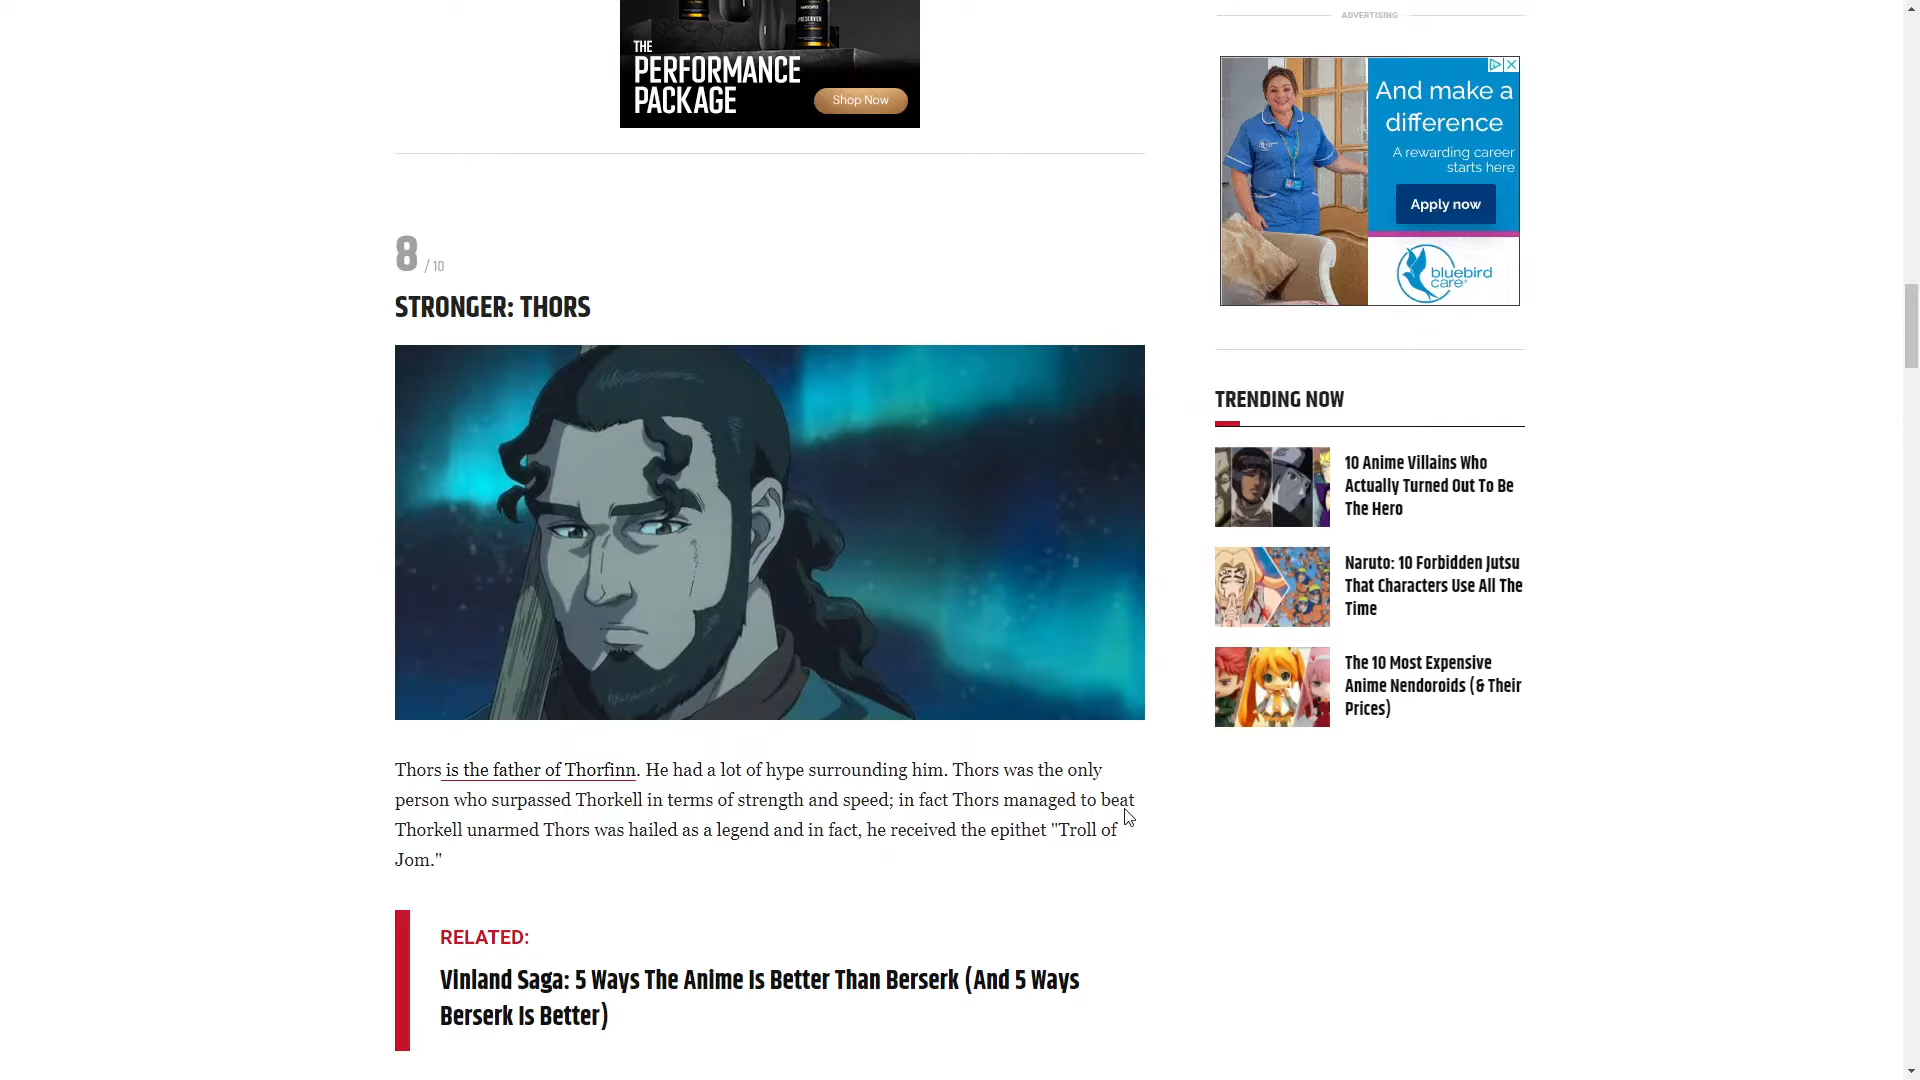 THE
PERFORMANCE
PACKAGE
Shop Now
8 / 10
STRONGER: THORS
Thors is the father of Thorfinn. He had a lot of hype surrounding him. Thors was the only
person who surpassed Thorkell in terms of strength and speed; in fact Thors managed to beat
Thorkell unarmed Thors was hailed as a legend and in fact, he received the epithet "Troll of
Jom."
RELATED:
Vinland Saga: 5 Ways The Anime Is Better Than Berserk (And 5 Ways
Berserk Is Better)
ADVERTISING
And make a
difference
A rewarding career
starts here
Apply now
bluebird
care
TRENDING NOW
10 Anime Villains Who
Actually Turned Out To Be
The Hero
Naruto: 10 Forbidden Jutsu
That Characters Use All The
Time
The 10 Most Expensive
Anime Nendoroids (& Their
Prices)